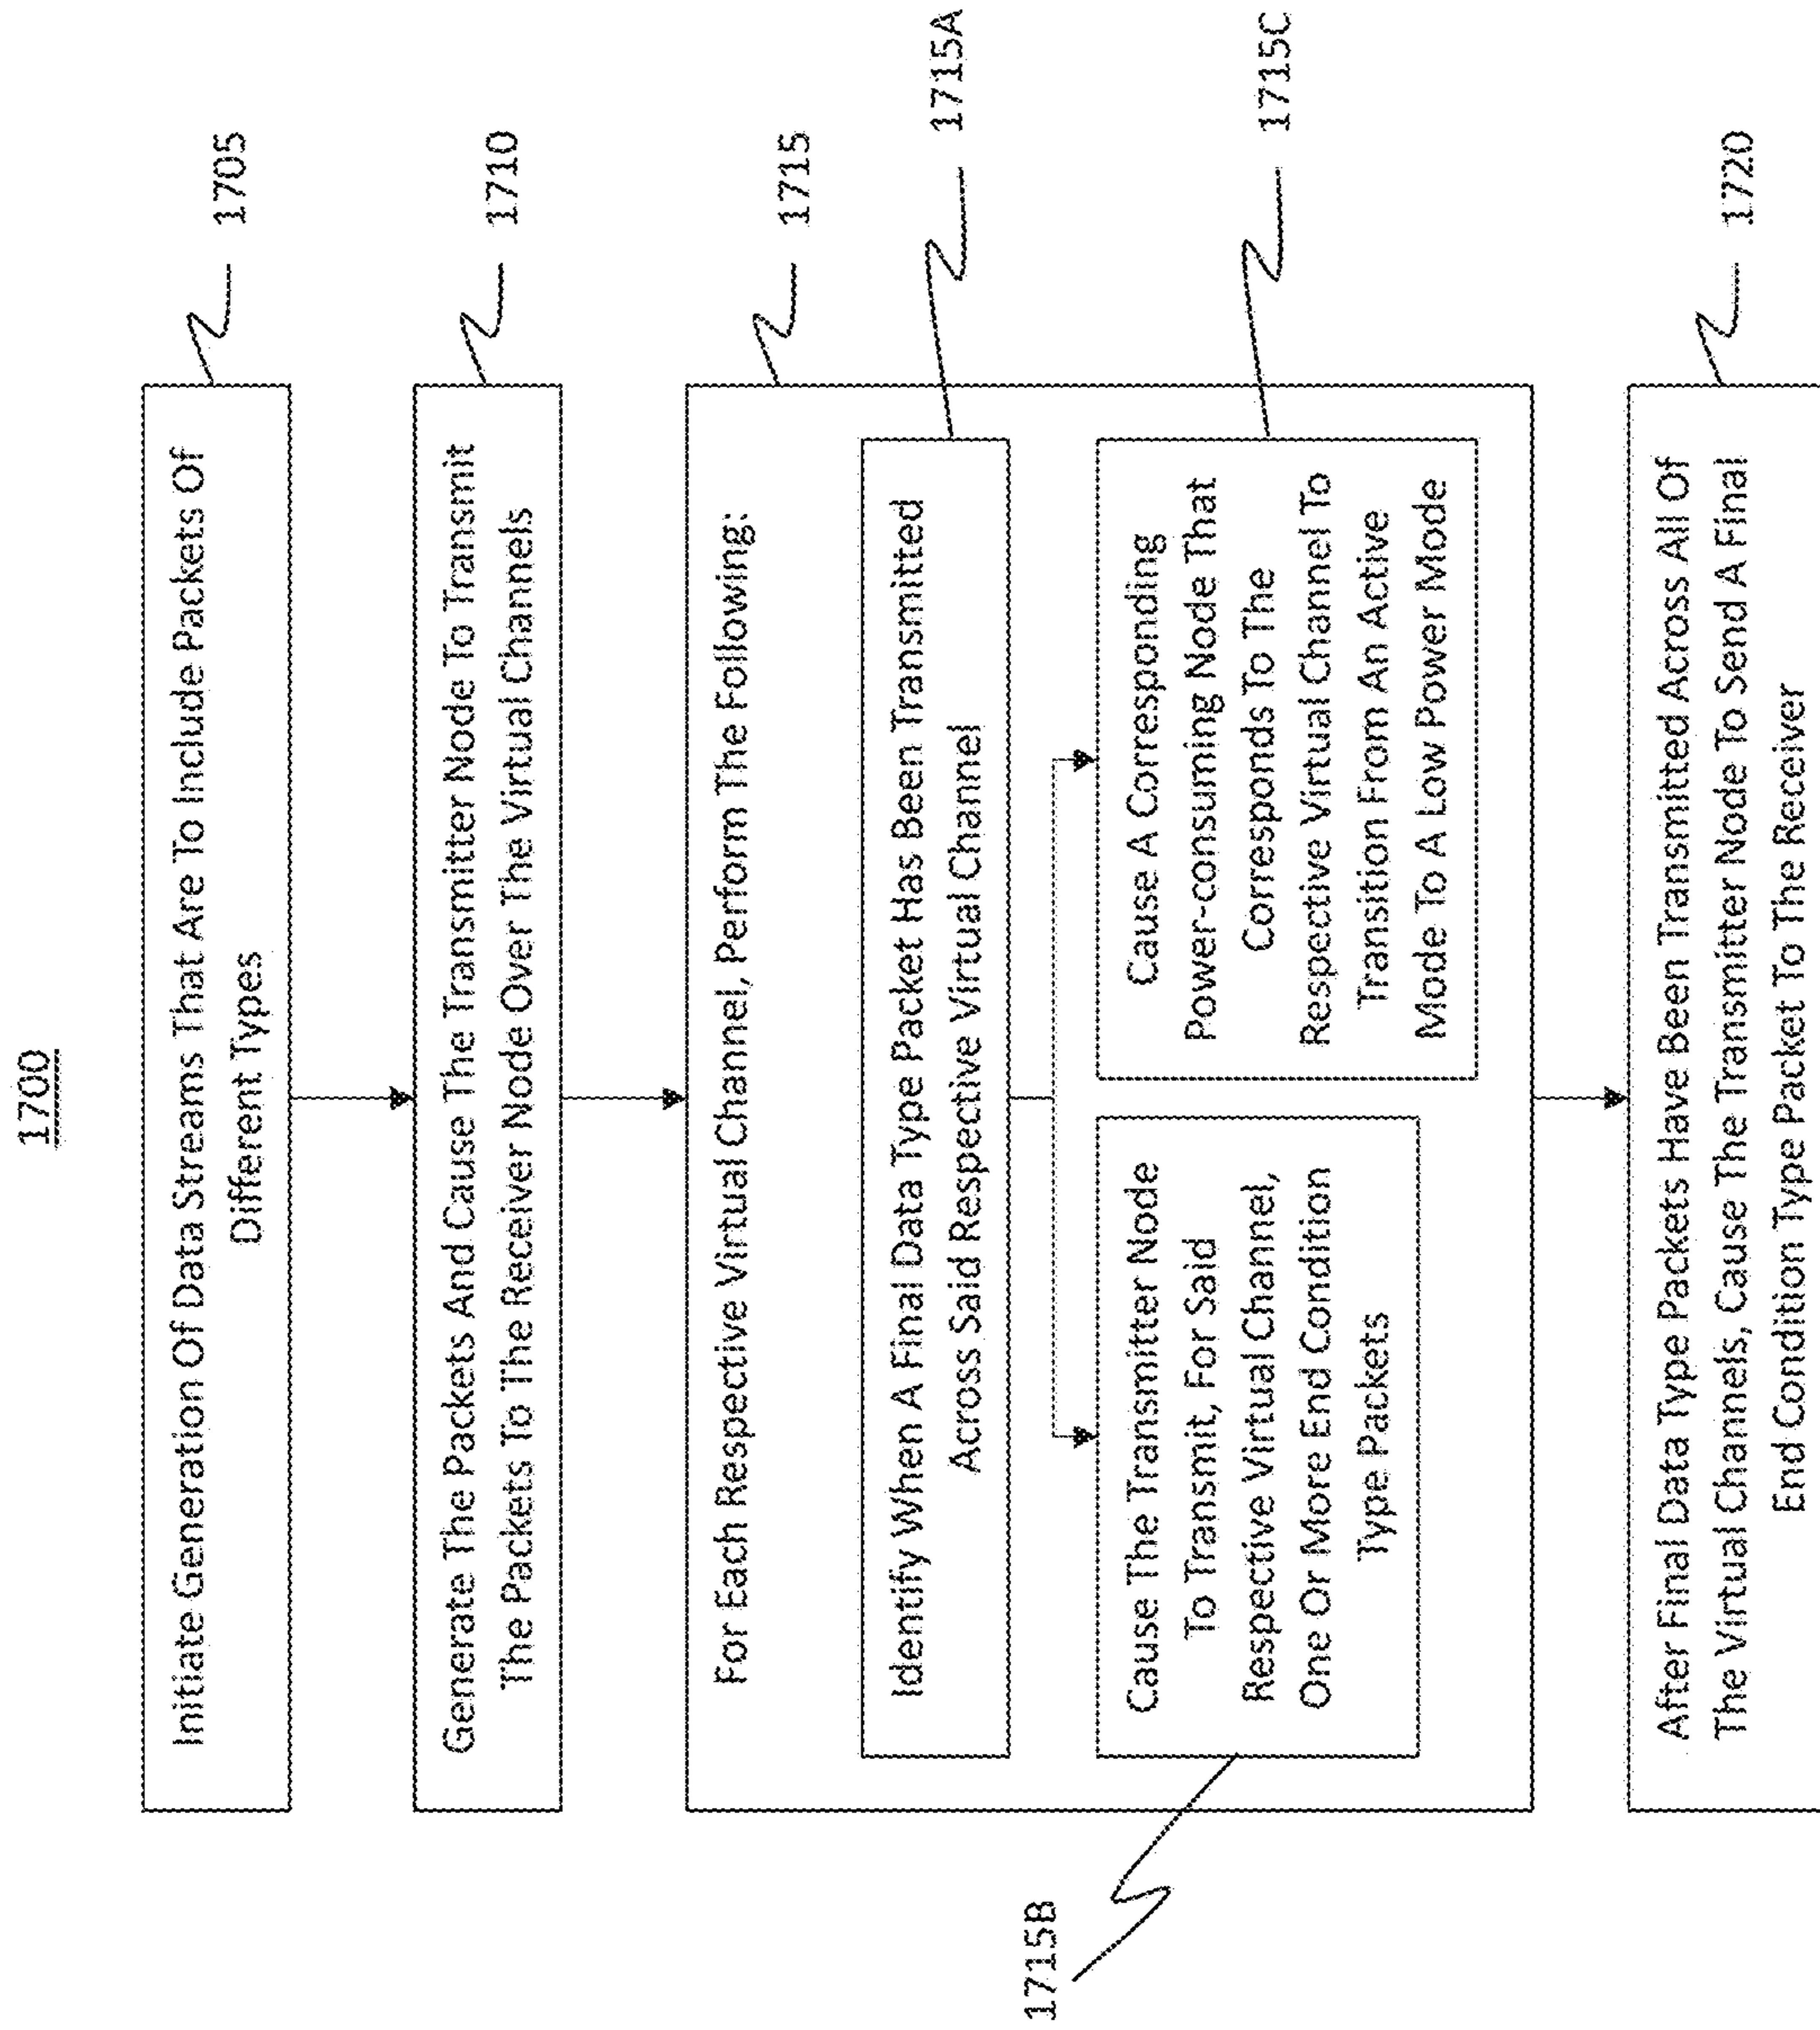 1700
Initiate Generation Of Data Streams That Are To Include Packets Of
Different Types
1705
Generate The Packets And Cause The Transmitter Node To Transmit
The Packets To The Receiver Node Over The Virtual Channels
1710
For Each Respective Virtual Channel, Perform The Following:
1715
Identify When A Final Data Type Packet Has Been Transmitted
Across Said Respective Virtual Channel
1715A
Cause The Transmitter Node
To Transmit, For Said
Respective Virtual Channel,
One Or More End Condition
Type Packets
1715B
Cause A Corresponding
Power-consuming Node That
Corresponds To The
Respective Virtual Channel To
Transition From An Active
Mode To A Low Power Mode
1715C
After Final Data Type Packets Have Been Transmitted Across All Of
The Virtual Channels, Cause The Transmitter Node To Send A Final
End Condition Type Packet To The Receiver
1720